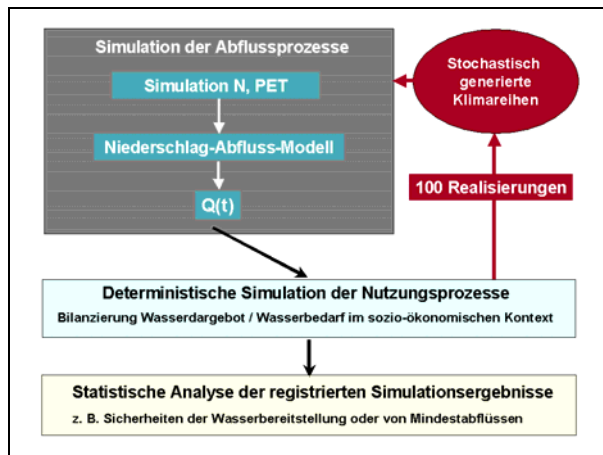 Simulation der Abflussprozesse
Simulation N, PET
Niederschlag-Abfluss-Modell
Q(t)
Stochastisch
generierte
Klimareihen
100 Realisierungen
Deterministische Simulation der Nutzungsprozesse
Bilanzierung Wasserdargebot / Wasserbedarf im sozio-ökonomischen Kontext
Statistische Analyse der registrierten Simulationsergebnisse
z. B. Sicherheiten der Wasserbereitstellung oder von Mindestabflüssen